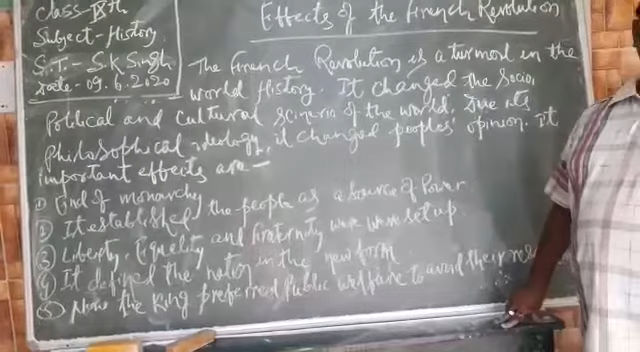 Class- IXth
Subject- History
S.T.- S.K Singh
Date - 09.6.2020
Effects of the French Revolution
The French Revolution is a turmost in the
world History. It changed the Socio,
Political and cultural scinerio of the world. Due its
Philosophical ideology, it changed peoples' opinion. It
important effects are —
① End of monarchy
② It established the people as a source of Power
③ Liberty, Equality and fraternity were were set up.
④ It defined the nation in the new form
⑤ Now the King preferred Public welfare to avoid their